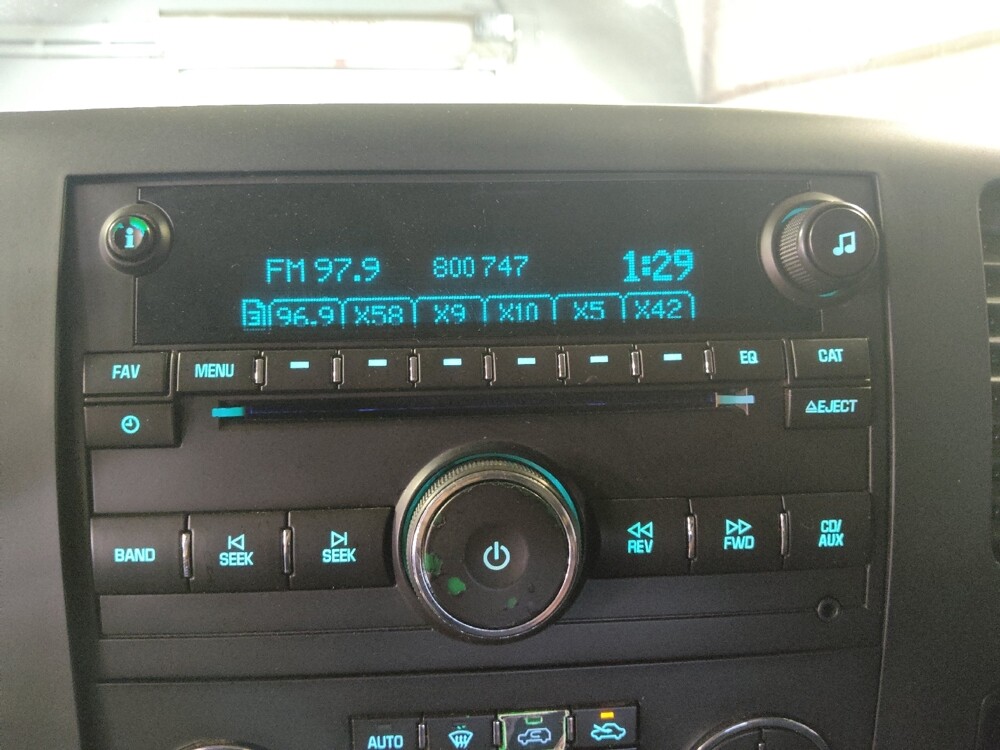 i
FM 97.9 800 747 1:29
3 96.9 X58 X9 X10 X5 X42
FAV MENU EQ CAT
EJECT
BAND SEEK SEEK REV FWD CD/
AUX
AUTO